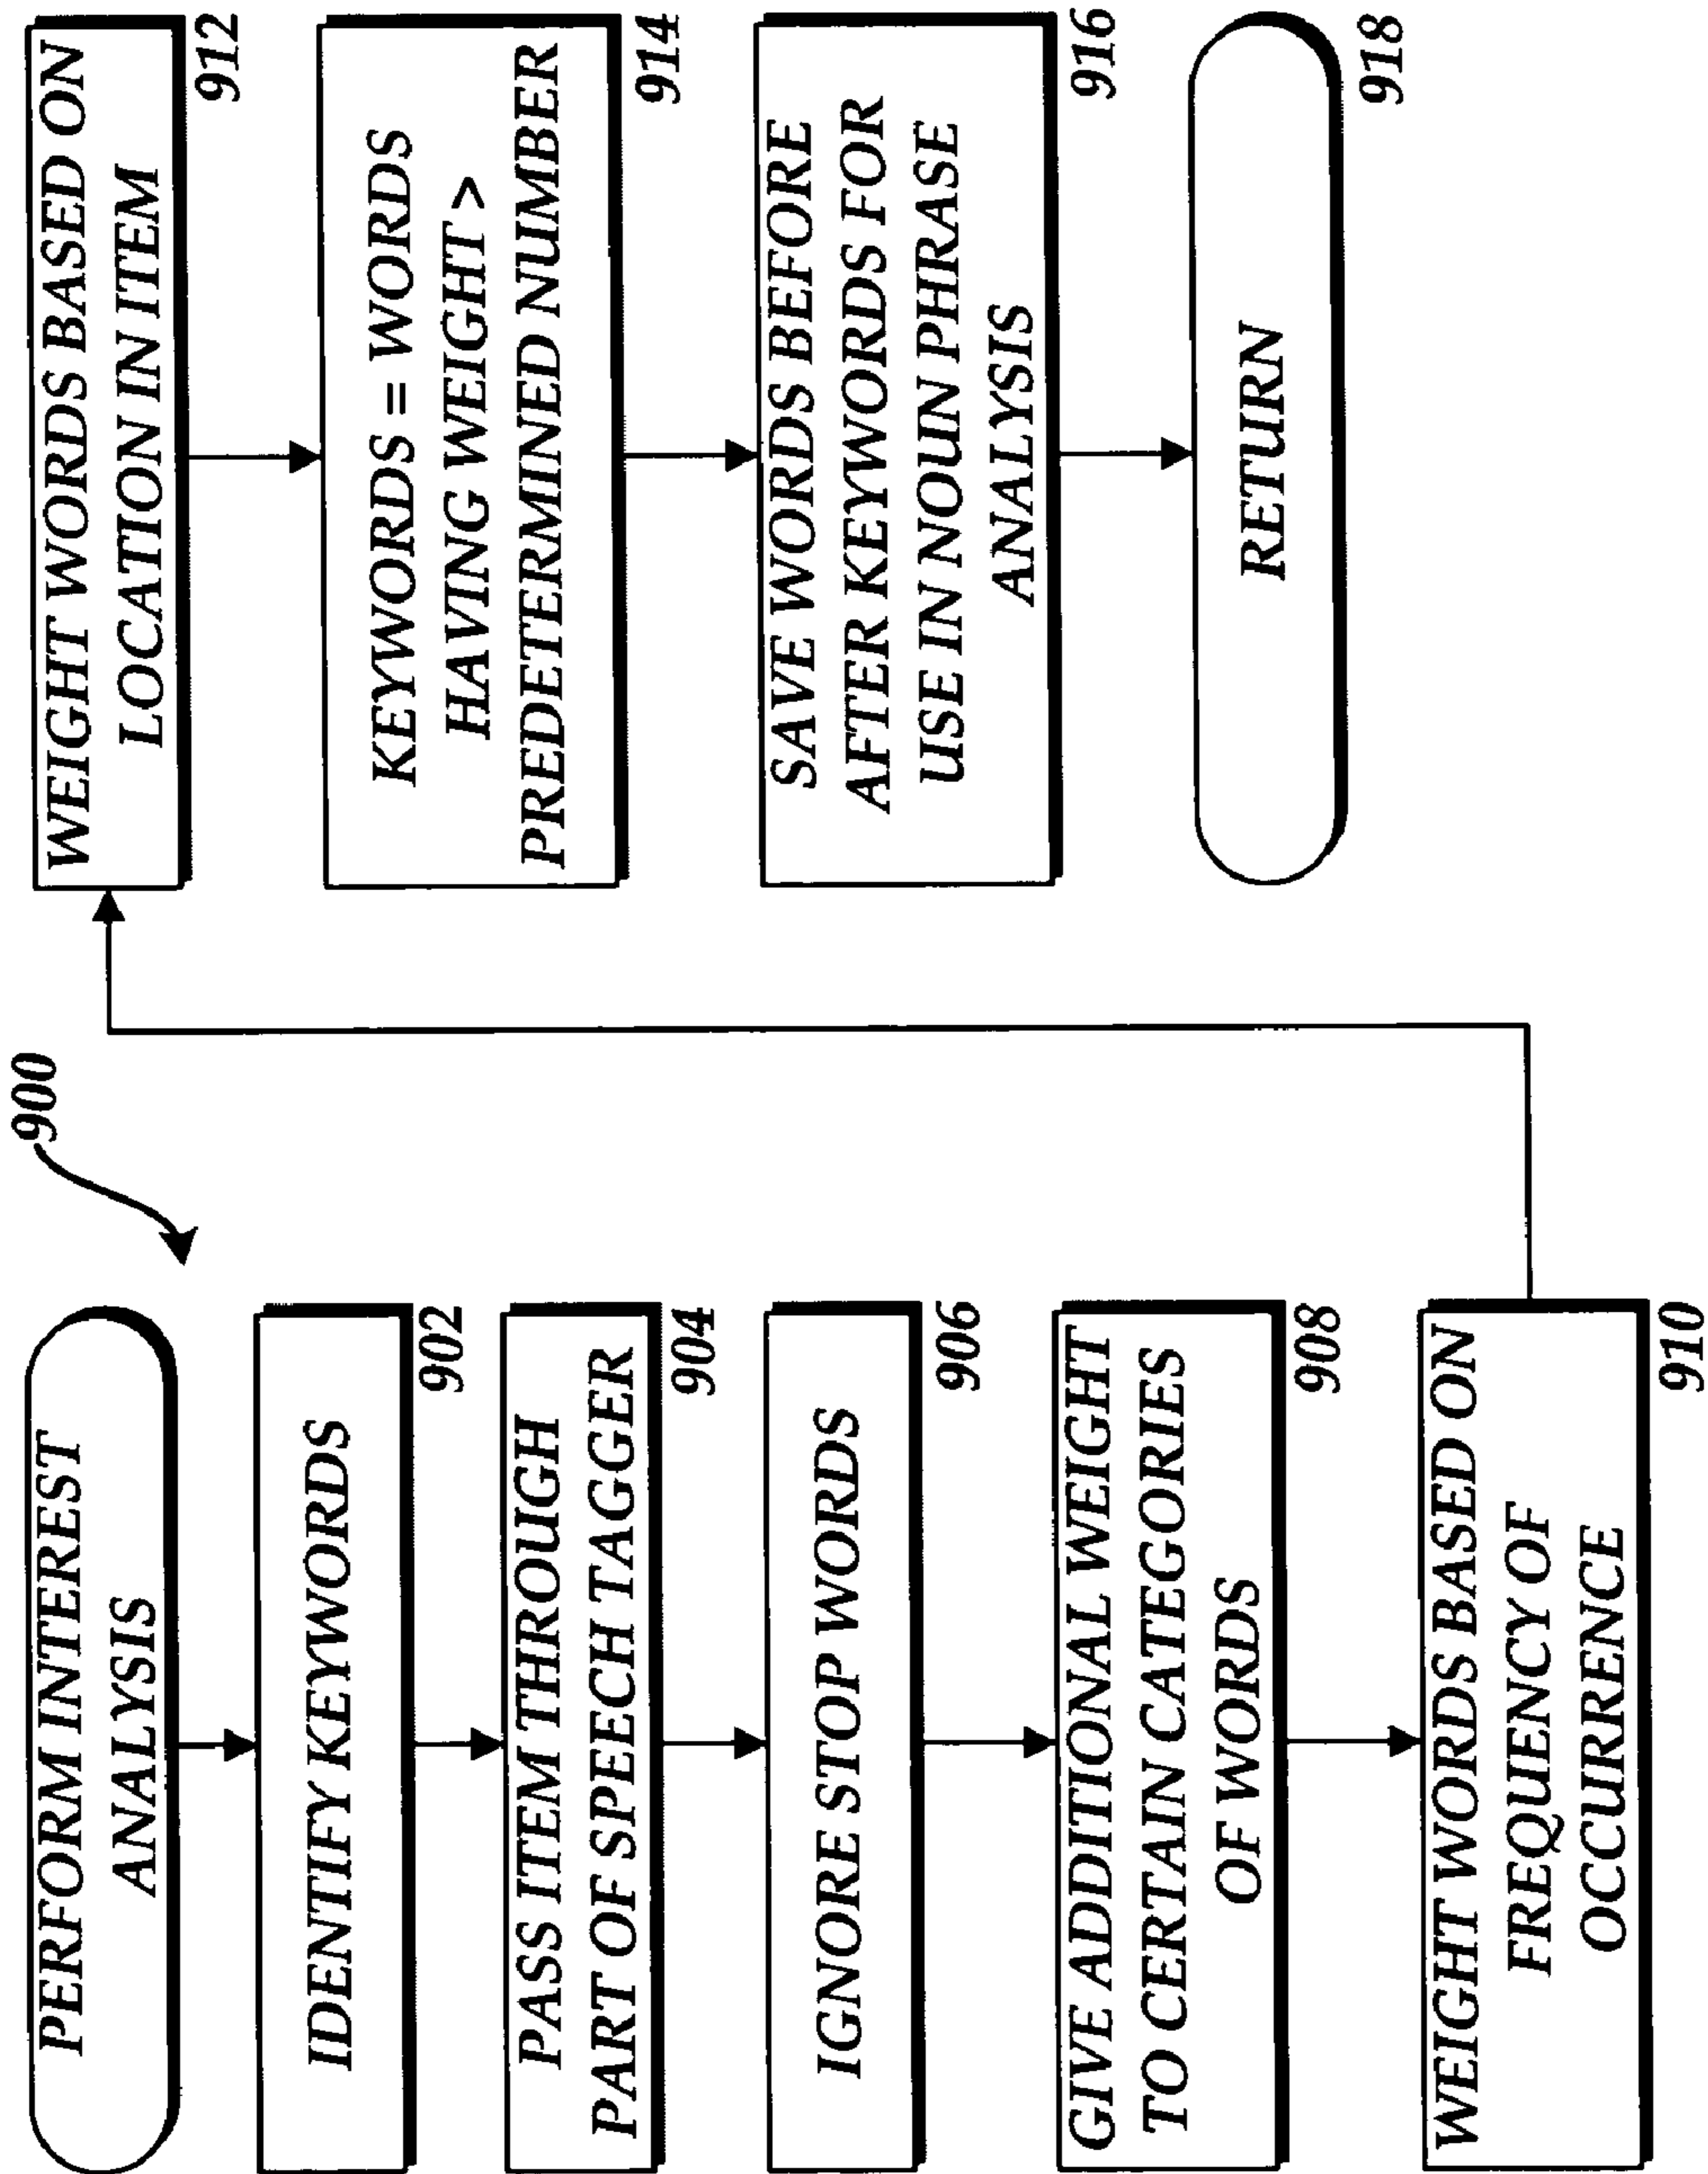 900
PERFORM INTEREST
ANALYSIS
IDENTIFY KEYWORDS
902
PASS ITEM THROUGH
PART OF SPEECH TAGGER
904
IGNORE STOP WORDS
906
GIVE ADDITIONAL WEIGHT
TO CERTAIN CATEGORIES
OF WORDS
908
WEIGHT WORDS BASED ON
FREQUENCY OF
OCCURRENCE
910
WEIGHT WORDS BASED ON
LOCATION IN ITEM
912
KEYWORDS = WORDS
HAVING WEIGHT >
PREDETERMINED NUMBER
914
SAVE WORDS BEFORE
AFTER KEYWORDS FOR
USE IN NOUN PHRASE
ANALYSIS
916
RETURN
918